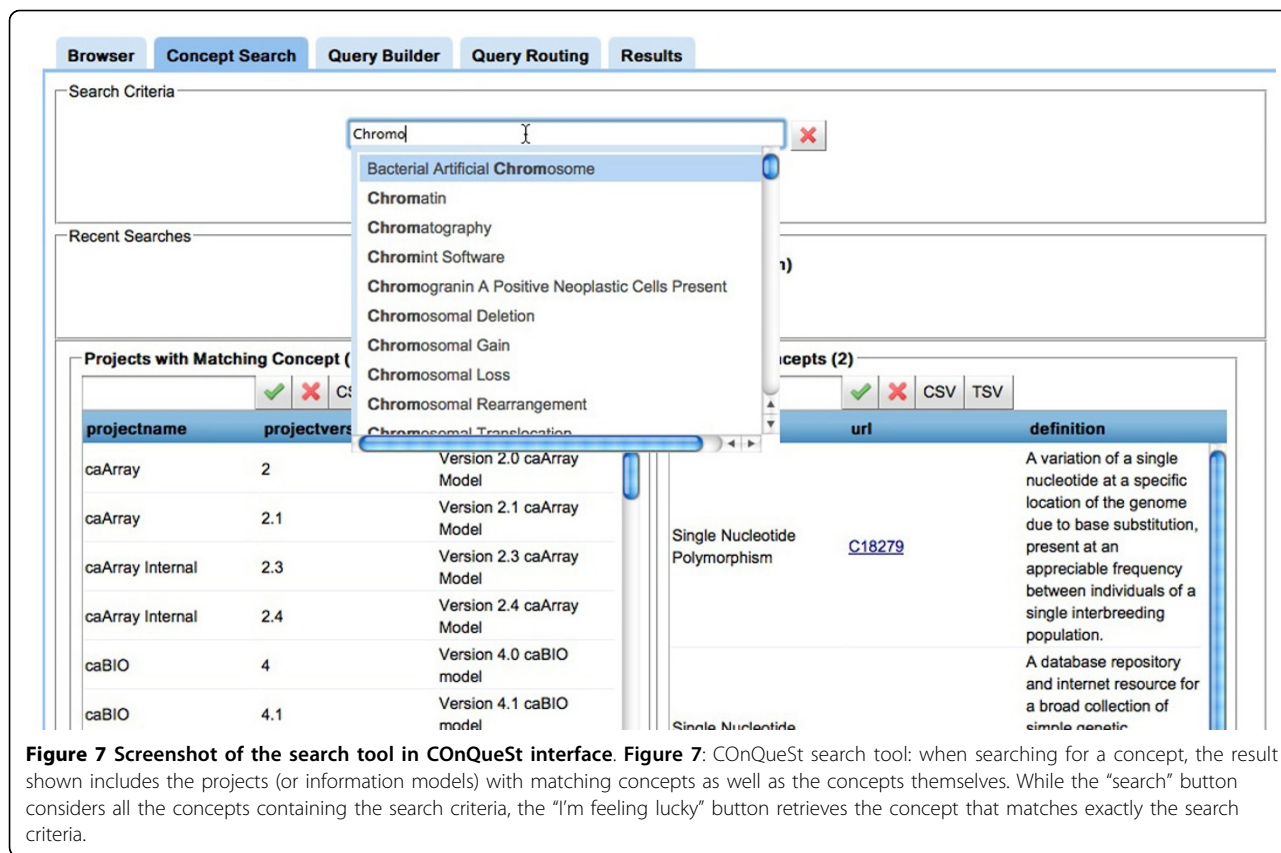 Browser Concept Search Query Builder Query Routing Results
Search Criteria
Chromo
Bacterial Artificial Chromosome
Chromatin
Chromatography
Chromint Software
Chromogranin A Positive Neoplastic Cells Present
Chromosomal Deletion
Chromosomal Gain
Chromosomal Loss
Chromosomal Rearrangement
Chromosomal Translocation
Recent Searches
Projects with Matching Concept (
projectname projectvers
caArray 2 Version 2.0 caArray
Model
caArray 2.1 Version 2.1 caArray
Model
caArray Internal 2.3 Version 2.3 caArray
Model
caArray Internal 2.4 Version 2.4 caArray
Model
caBIO 4 Version 4.0 caBIO
model
caBIO 4.1 Version 4.1 caBIO
model
cepts (2)
CSV TSV
url definition
Single Nucleotide
Polymorphism
C18279
A variation of a single
nucleotide at a specific
location of the genome
due to base substitution,
present at an
appreciable frequency
between individuals of a
single interbreeding
population.
Single Nucleotide
A database repository
and internet resource for
a broad collection of
simple genetic
Figure 7 Screenshot of the search tool in COnQueSt interface. Figure 7: COnQueSt search tool: when searching for a concept, the result
shown includes the projects (or information models) with matching concepts as well as the concepts themselves. While the “search” button
considers all the concepts containing the search criteria, the “I’m feeling lucky” button retrieves the concept that matches exactly the search
criteria.